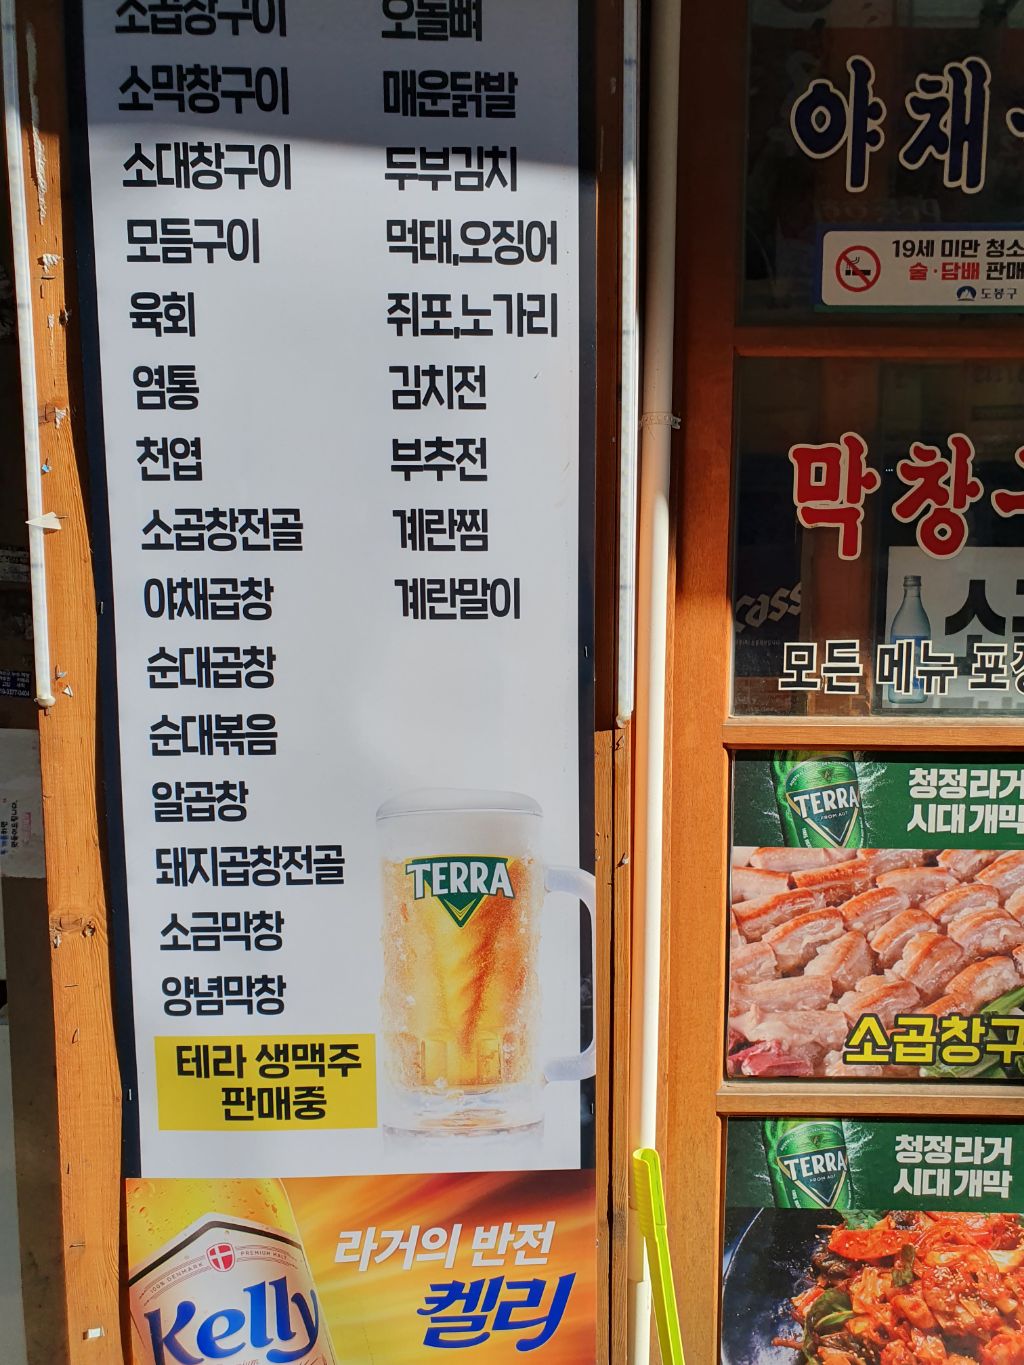 소곱창구이
소막창구이
소대창구이
모듬구이
육회
염통
천엽
소곱창전골
야채곱창
순대곱창
순대볶음
알곱창
돼지곱창전골
소금막창
양념막창
오돌뼈
매운닭발
두부김치
먹태,오징어
쥐포,노가리
김치전
부추전
계란찜
계란말이
TERRA
테라 생맥주
판매중
라거의 반전
켈리
100% DENMARK
PREMIUM MALT
Kelly
야채
19세 미만 청소
술·담배 판매
도봉구
막창
cass
모든 메뉴 포장
TERRA
FROM AGT
청정라거
시대 개막
소곱창구
TERRA
FROM AGT
청정라거
시대 개막